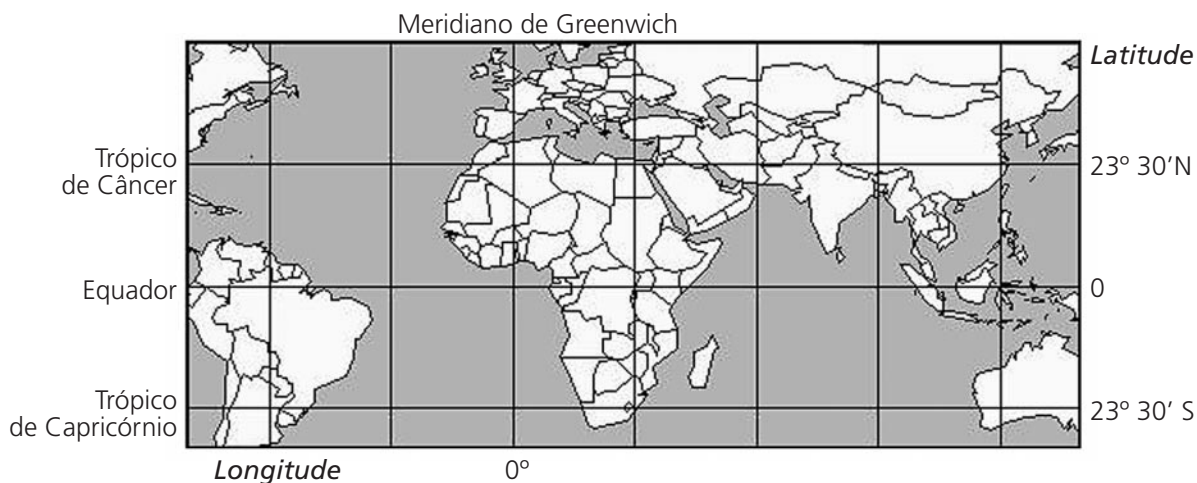 Meridiano de Greenwich
Latitude
Trópico
de Câncer
23º 30’N
Equador
0
Trópico
de Capricórnio
23º 30’ S
Longitude
0º